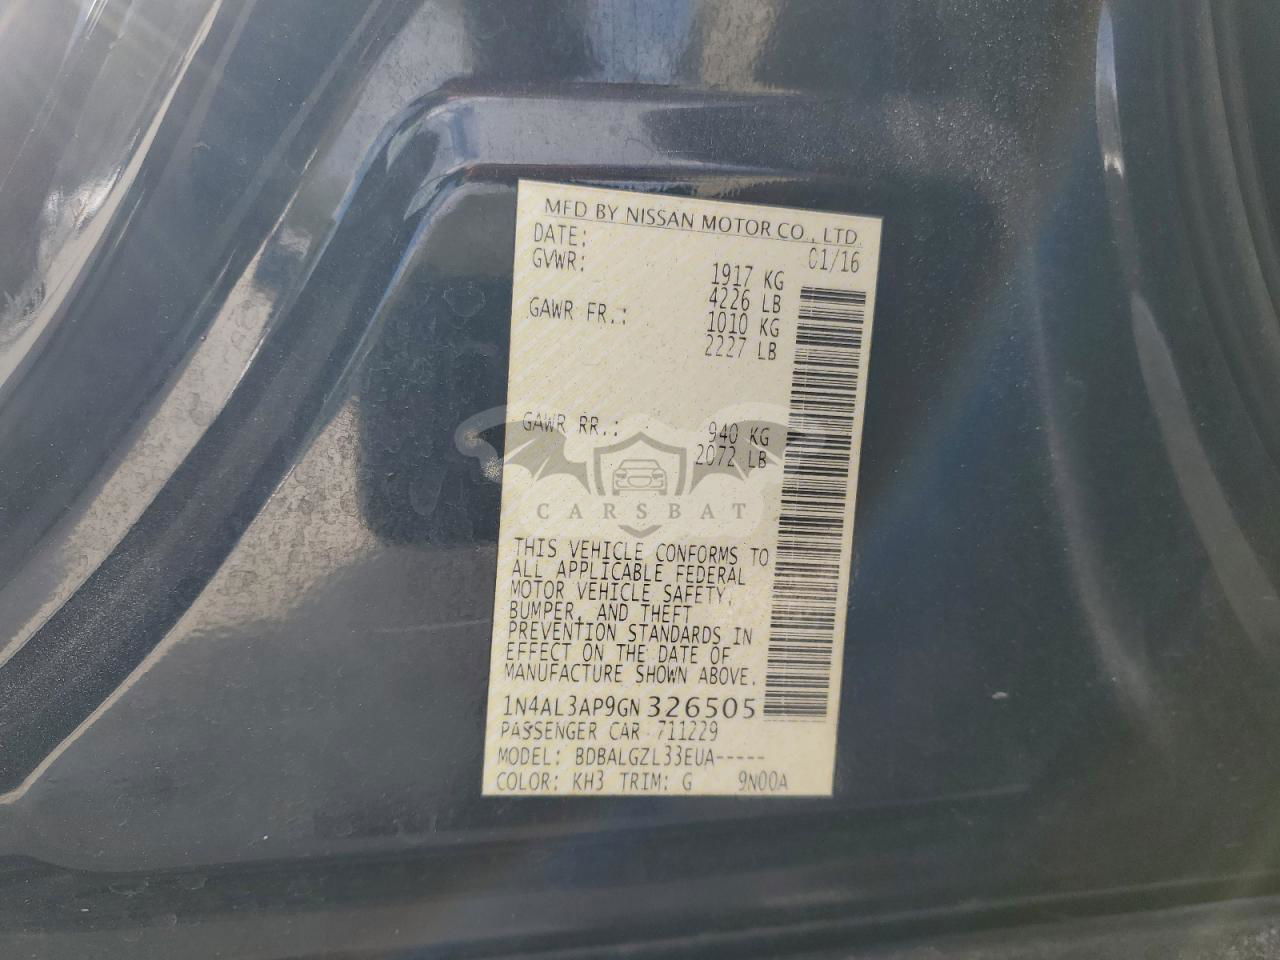 MFD BY NISSAN MOTOR CO., LTD.
DATE: 01/16
GVWR: 1917 KG
4226 LB
GAWR FR.: 1010 KG
2227 LB
GAWR RR.: 940 KG
2072 LB
CARSBAT
THIS VEHICLE CONFORMS TO
ALL APPLICABLE FEDERAL
MOTOR VEHICLE SAFETY,
BUMPER, AND THEFT
PREVENTION STANDARDS IN
EFFECT ON THE DATE OF
MANUFACTURE SHOWN ABOVE.
1N4AL3AP9GN326505
PASSENGER CAR 711229
MODEL: BDBALGZL33EUA-----
COLOR: KH3 TRIM: G 9N00A